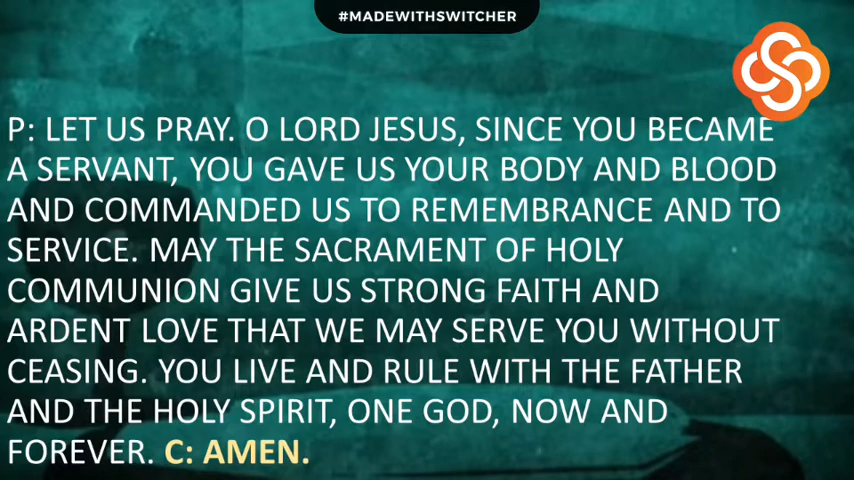 #MADEWITHSWITCHER
P: LET US PRAY. O LORD JESUS, SINCE YOU BECAME
A SERVANT, YOU GAVE US YOUR BODY AND BLOOD
AND COMMANDED US TO REMEMBRANCE AND TO
SERVICE. MAY THE SACRAMENT OF HOLY
COMMUNION GIVE US STRONG FAITH AND
ARDENT LOVE THAT WE MAY SERVE YOU WITHOUT
CEASING. YOU LIVE AND RULE WITH THE FATHER
AND THE HOLY SPIRIT, ONE GOD, NOW AND
FOREVER. C: AMEN.